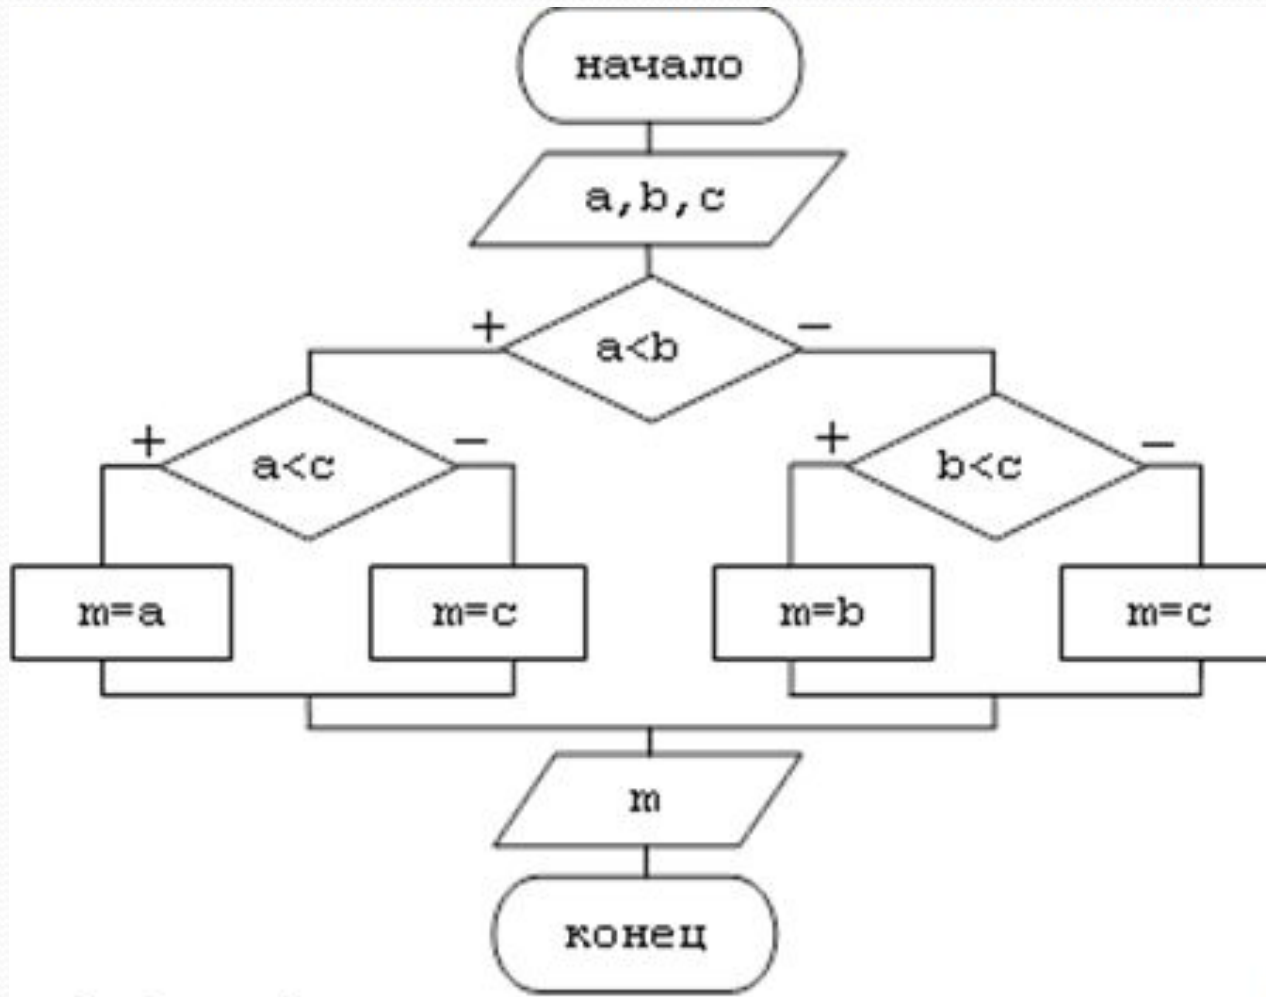 начало
a,b,c
+ a<b −
+ a<c −
+ b<c −
m=a
m=c
m=b
m=c
m
конец